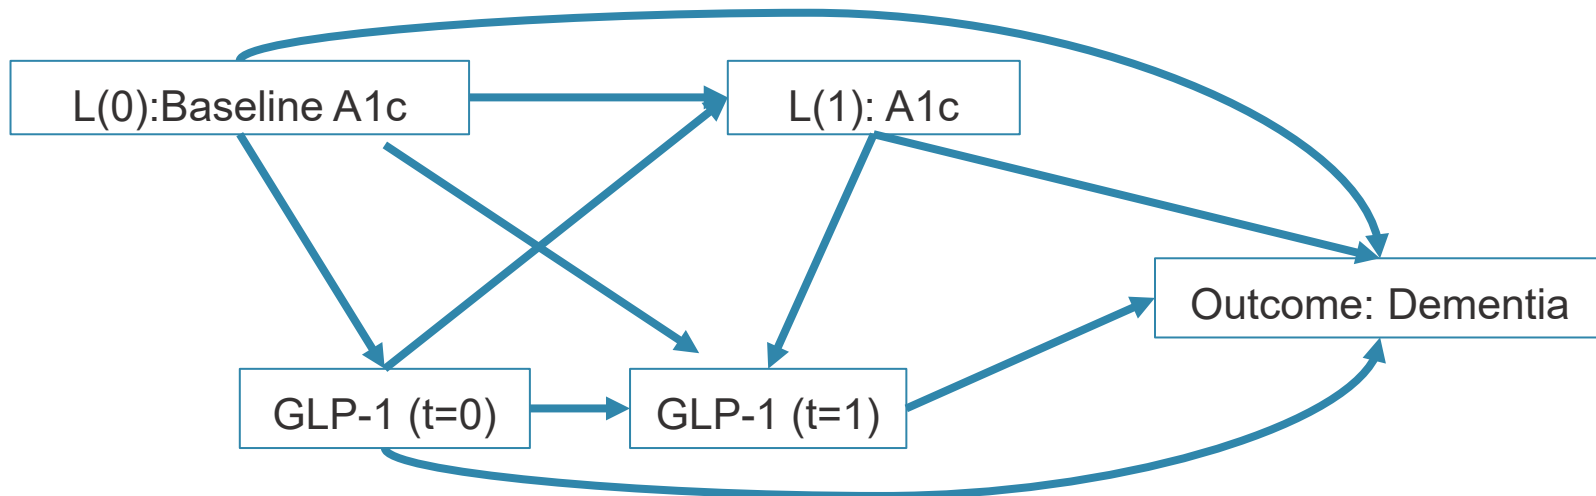 L(0):Baseline A1c
L(1): A1c
Outcome: Dementia
GLP-1 (t=0)
GLP-1 (t=1)